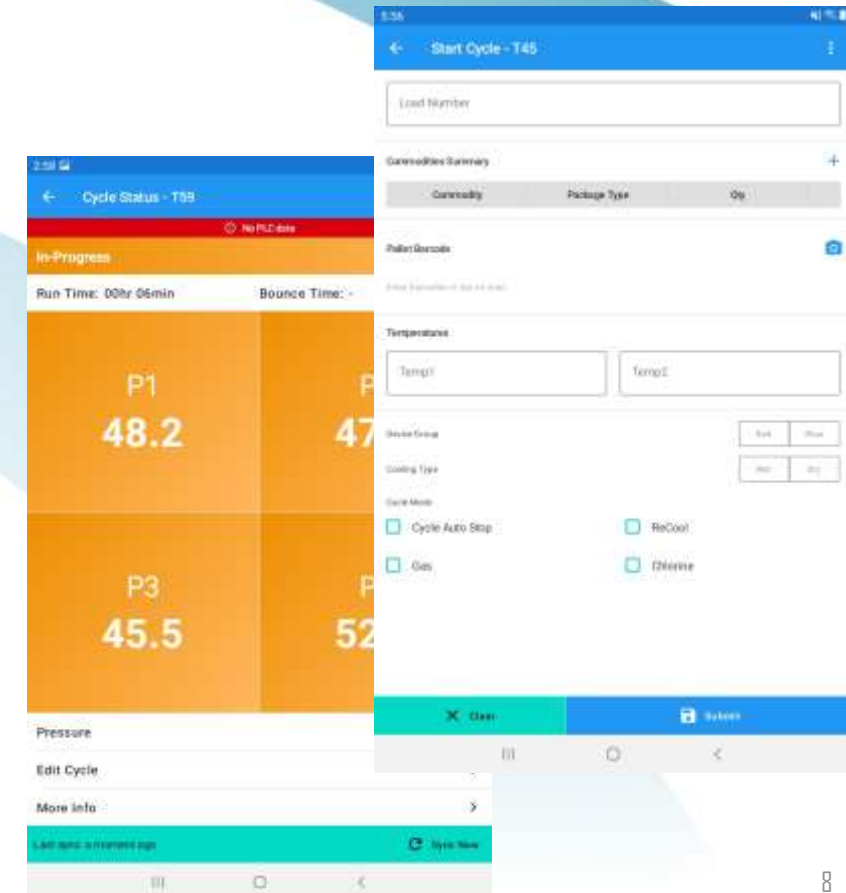 2:58
Cycle Status - T59
No PLC data
In-Progress
Run Time: 00hr 06min Bounce Time: -
P1
48.2
P
47
P3
45.5
P
52
Pressure
Edit Cycle
More Info
Last sync a moment ago Sync Now
5:56
Start Cycle - T45
Load Number
Commodities Summary
Commodity Package Type Qty
Pallet Barcode
Temperatures
Temp1 Temp2
Device Group
Cooling Type
Cycle Mode
Cycle Auto Stop ReCool
Gas Chlorine
Clear Submit
8